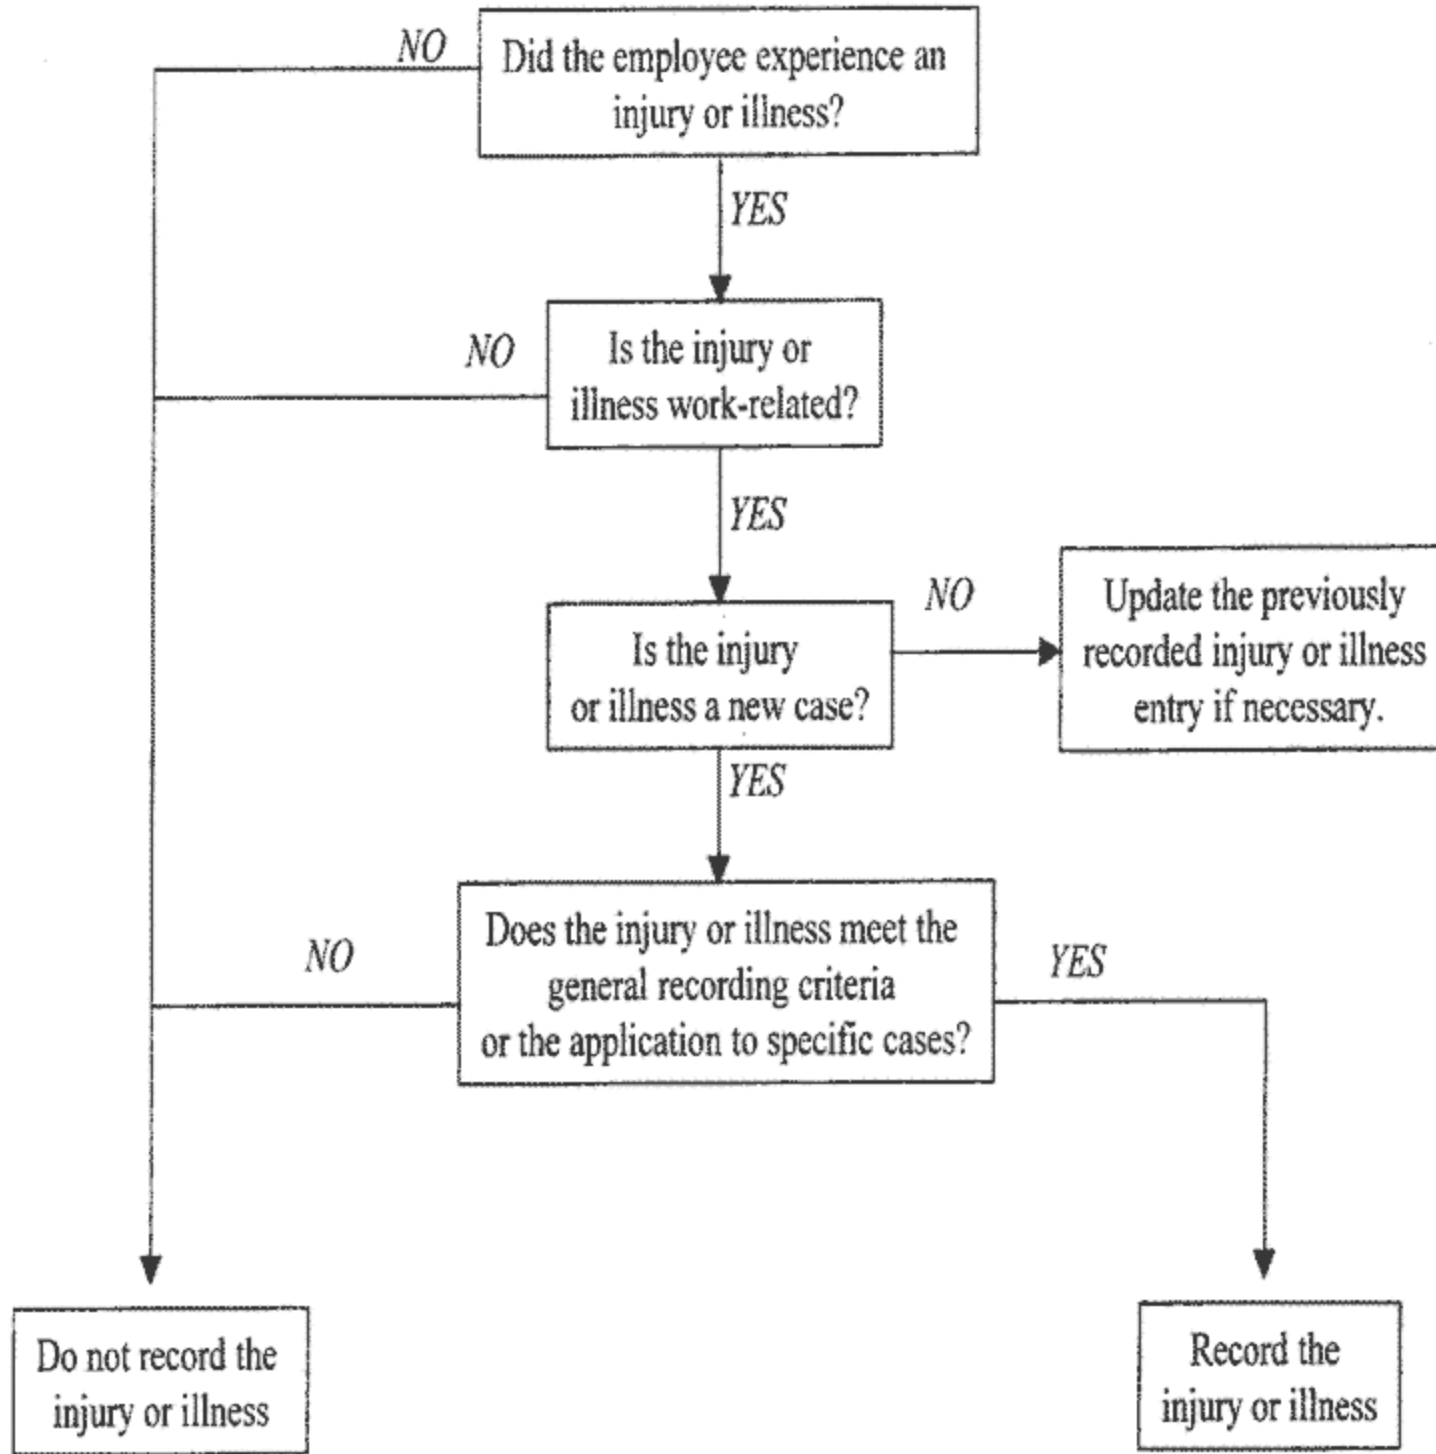 NO
Did the employee experience an
injury or illness?
YES
NO
Is the injury or
illness work-related?
YES
Is the injury
or illness a new case?
NO
Update the previously
recorded injury or illness
entry if necessary.
YES
NO
Does the injury or illness meet the
general recording criteria
or the application to specific cases?
YES
Do not record the
injury or illness
Record the
injury or illness